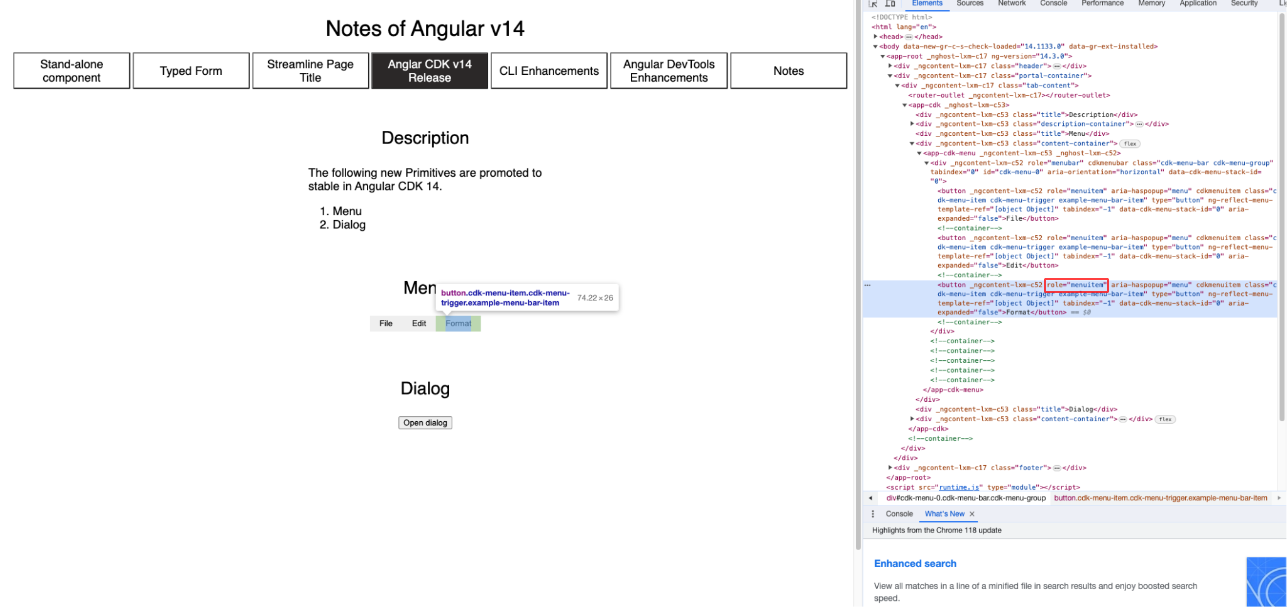 Notes of Angular v14
Stand-alone
component
Typed Form
Streamline Page
Title
Anglar CDK v14
Release
CLI Enhancements
Angular DevTools
Enhancements
Notes
Description
The following new Primitives are promoted to
stable in Angular CDK 14.
1. Menu
2. Dialog
Men
button.cdk-menu-item.cdk-menu-
trigger.example-menu-bar-item
74.22 × 26
File Edit Format
Dialog
Open dialog
Elements Sources Network Console Performance Memory Application Security
<!DOCTYPE html>
<html lang="en">
<head> ⋯ </head>
<body data-new-gr-c-s-check-loaded="14.1133.0" data-gr-ext-installed>
<app-root _nghost-lxm-c17 ng-version="14.3.0">
<div _ngcontent-lxm-c17 class="header"> ⋯ </div>
<div _ngcontent-lxm-c17 class="portal-container">
<div _ngcontent-lxm-c17 class="tab-content">
<router-outlet _ngcontent-lxm-c17></router-outlet>
<app-cdk _nghost-lxm-c53>
<div _ngcontent-lxm-c53 class="title">Description</div>
<div _ngcontent-lxm-c53 class="description-container"> ⋯ </div>
<div _ngcontent-lxm-c53 class="title">Menu</div>
<div _ngcontent-lxm-c53 class="content-container"> flex
<app-cdk-menu _ngcontent-lxm-c53 _nghost-lxm-c52>
<div _ngcontent-lxm-c52 role="menubar" cdkmenubar class="cdk-menu-bar cdk-menu-group"
tabindex="0" id="cdk-menu-0" aria-orientation="horizontal" data-cdk-menu-stack-id=
"0">
<button _ngcontent-lxm-c52 role="menuitem" aria-haspopup="menu" cdkmenuitem class="c
dk-menu-item cdk-menu-trigger example-menu-bar-item" type="button" ng-reflect-menu-
template-ref="[object Object]" tabindex="-1" data-cdk-menu-stack-id="0" aria-
expanded="false">File</button>
<!--container-->
<button _ngcontent-lxm-c52 role="menuitem" aria-haspopup="menu" cdkmenuitem class="c
dk-menu-item cdk-menu-trigger example-menu-bar-item" type="button" ng-reflect-menu-
template-ref="[object Object]" tabindex="-1" data-cdk-menu-stack-id="0" aria-
expanded="false">Edit</button>
<!--container-->
<button _ngcontent-lxm-c52 role="menuitem" aria-haspopup="menu" cdkmenuitem class="c
dk-menu-item cdk-menu-trigger example-menu-bar-item" type="button" ng-reflect-menu-
template-ref="[object Object]" tabindex="-1" data-cdk-menu-stack-id="0" aria-
expanded="false">Format</button> == $0
<!--container-->
</div>
<!--container-->
<!--container-->
<!--container-->
<!--container-->
<!--container-->
</app-cdk-menu>
</div>
<div _ngcontent-lxm-c53 class="title">Dialog</div>
<div _ngcontent-lxm-c53 class="content-container"> ⋯ </div> flex
</app-cdk>
<!--container-->
</div>
</div>
<div _ngcontent-lxm-c17 class="footer"> ⋯ </div>
</app-root>
<script src="runtime.js" type="module"></script>
div#cdk-menu-0.cdk-menu-bar.cdk-menu-group button.cdk-menu-item.cdk-menu-trigger.example-menu-bar-item
Console What's New ×
Highlights from the Chrome 118 update
Enhanced search
View all matches in a line of a minified file in search results and enjoy boosted search
speed.